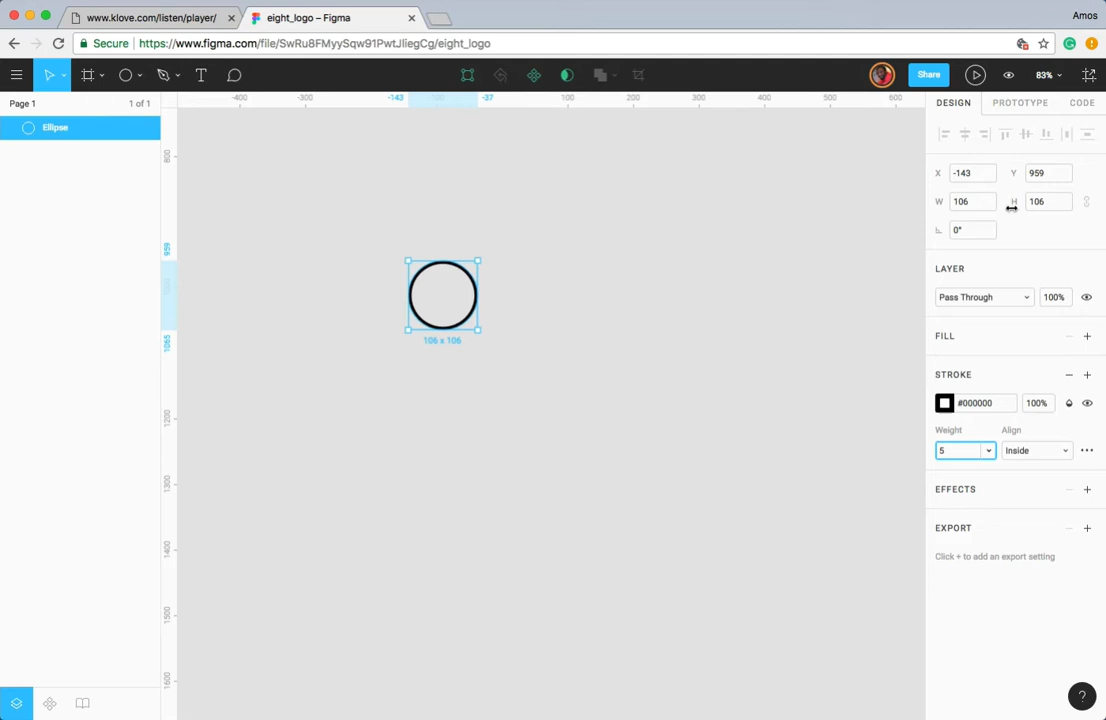 www.klove.com/listen/player/
eight_logo – Figma
Amos
Secure
https://www.figma.com/file/SwRu8FMyySqw91PwtJIiegCg/eight_logo
T
Share
83%
Page 1
1 of 1
-400
-300
-143
-37
100
200
300
400
500
600
DESIGN
PROTOTYPE
CODE
Ellipse
800
959
1065
1200
1300
1400
1500
1600
106 x 106
X
-143
Y
959
W
106
H
106
0°
LAYER
Pass Through
100%
FILL
STROKE
#000000
100%
Weight
Align
5
Inside
EFFECTS
EXPORT
Click + to add an export setting
?